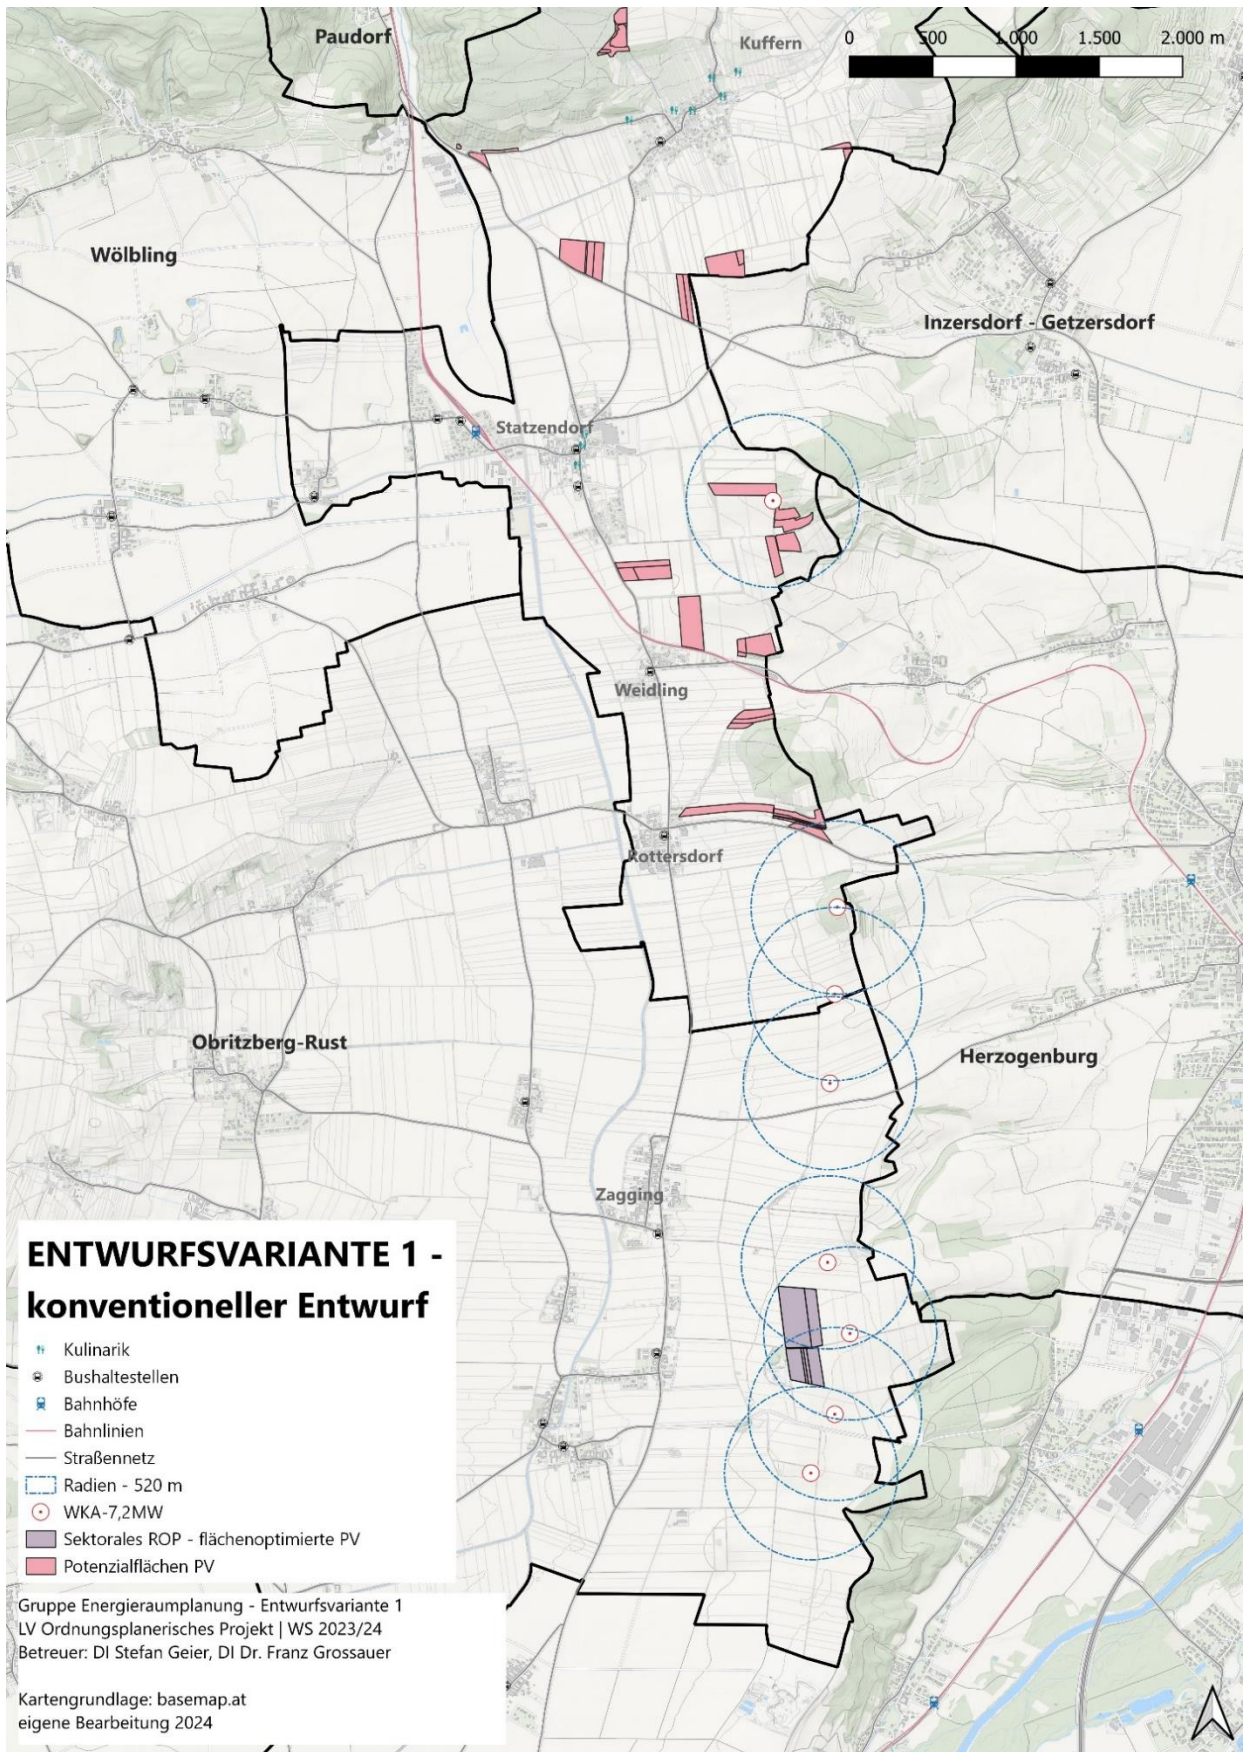 Paudorf
Kuffern
0 500 1.000 1.500 2.000 m
Wölbling
Inzersdorf - Getzersdorf
Statzendorf
Weidling
Rottersdorf
Obritzberg-Rust
Herzogenburg
Zagging
ENTWURFSVARIANTE 1 -
konventioneller Entwurf
Kulinarik
Bushaltestellen
Bahnhöfe
Bahnlinien
Straßennetz
Radien - 520 m
WKA-7,2MW
Sektorales ROP - flächenoptimierte PV
Potenzialflächen PV
Gruppe Energieraumplanung - Entwurfsvariante 1
LV Ordnungsplanerisches Projekt | WS 2023/24
Betreuer: DI Stefan Geier, DI Dr. Franz Grossauer
Kartengrundlage: basemap.at
eigene Bearbeitung 2024